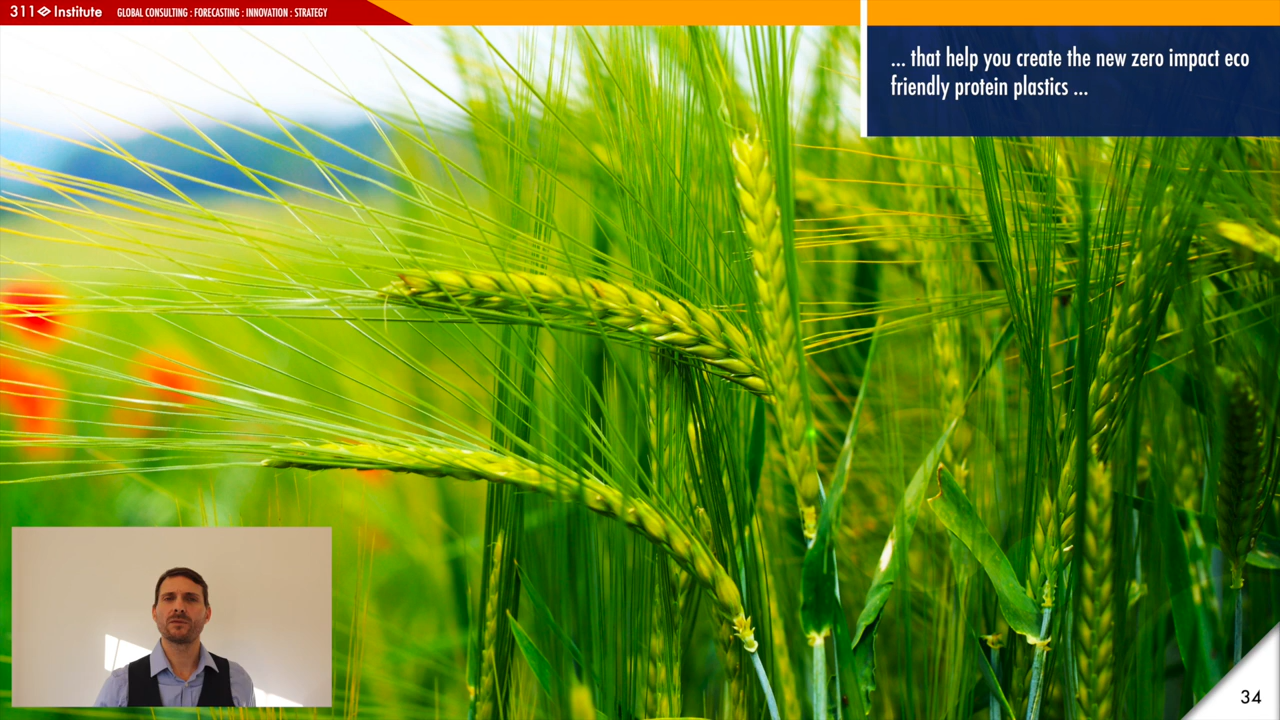 311 Institute
GLOBAL CONSULTING : FORECASTING : INNOVATION : STRATEGY
... that help you create the new zero impact eco
friendly protein plastics ...
34